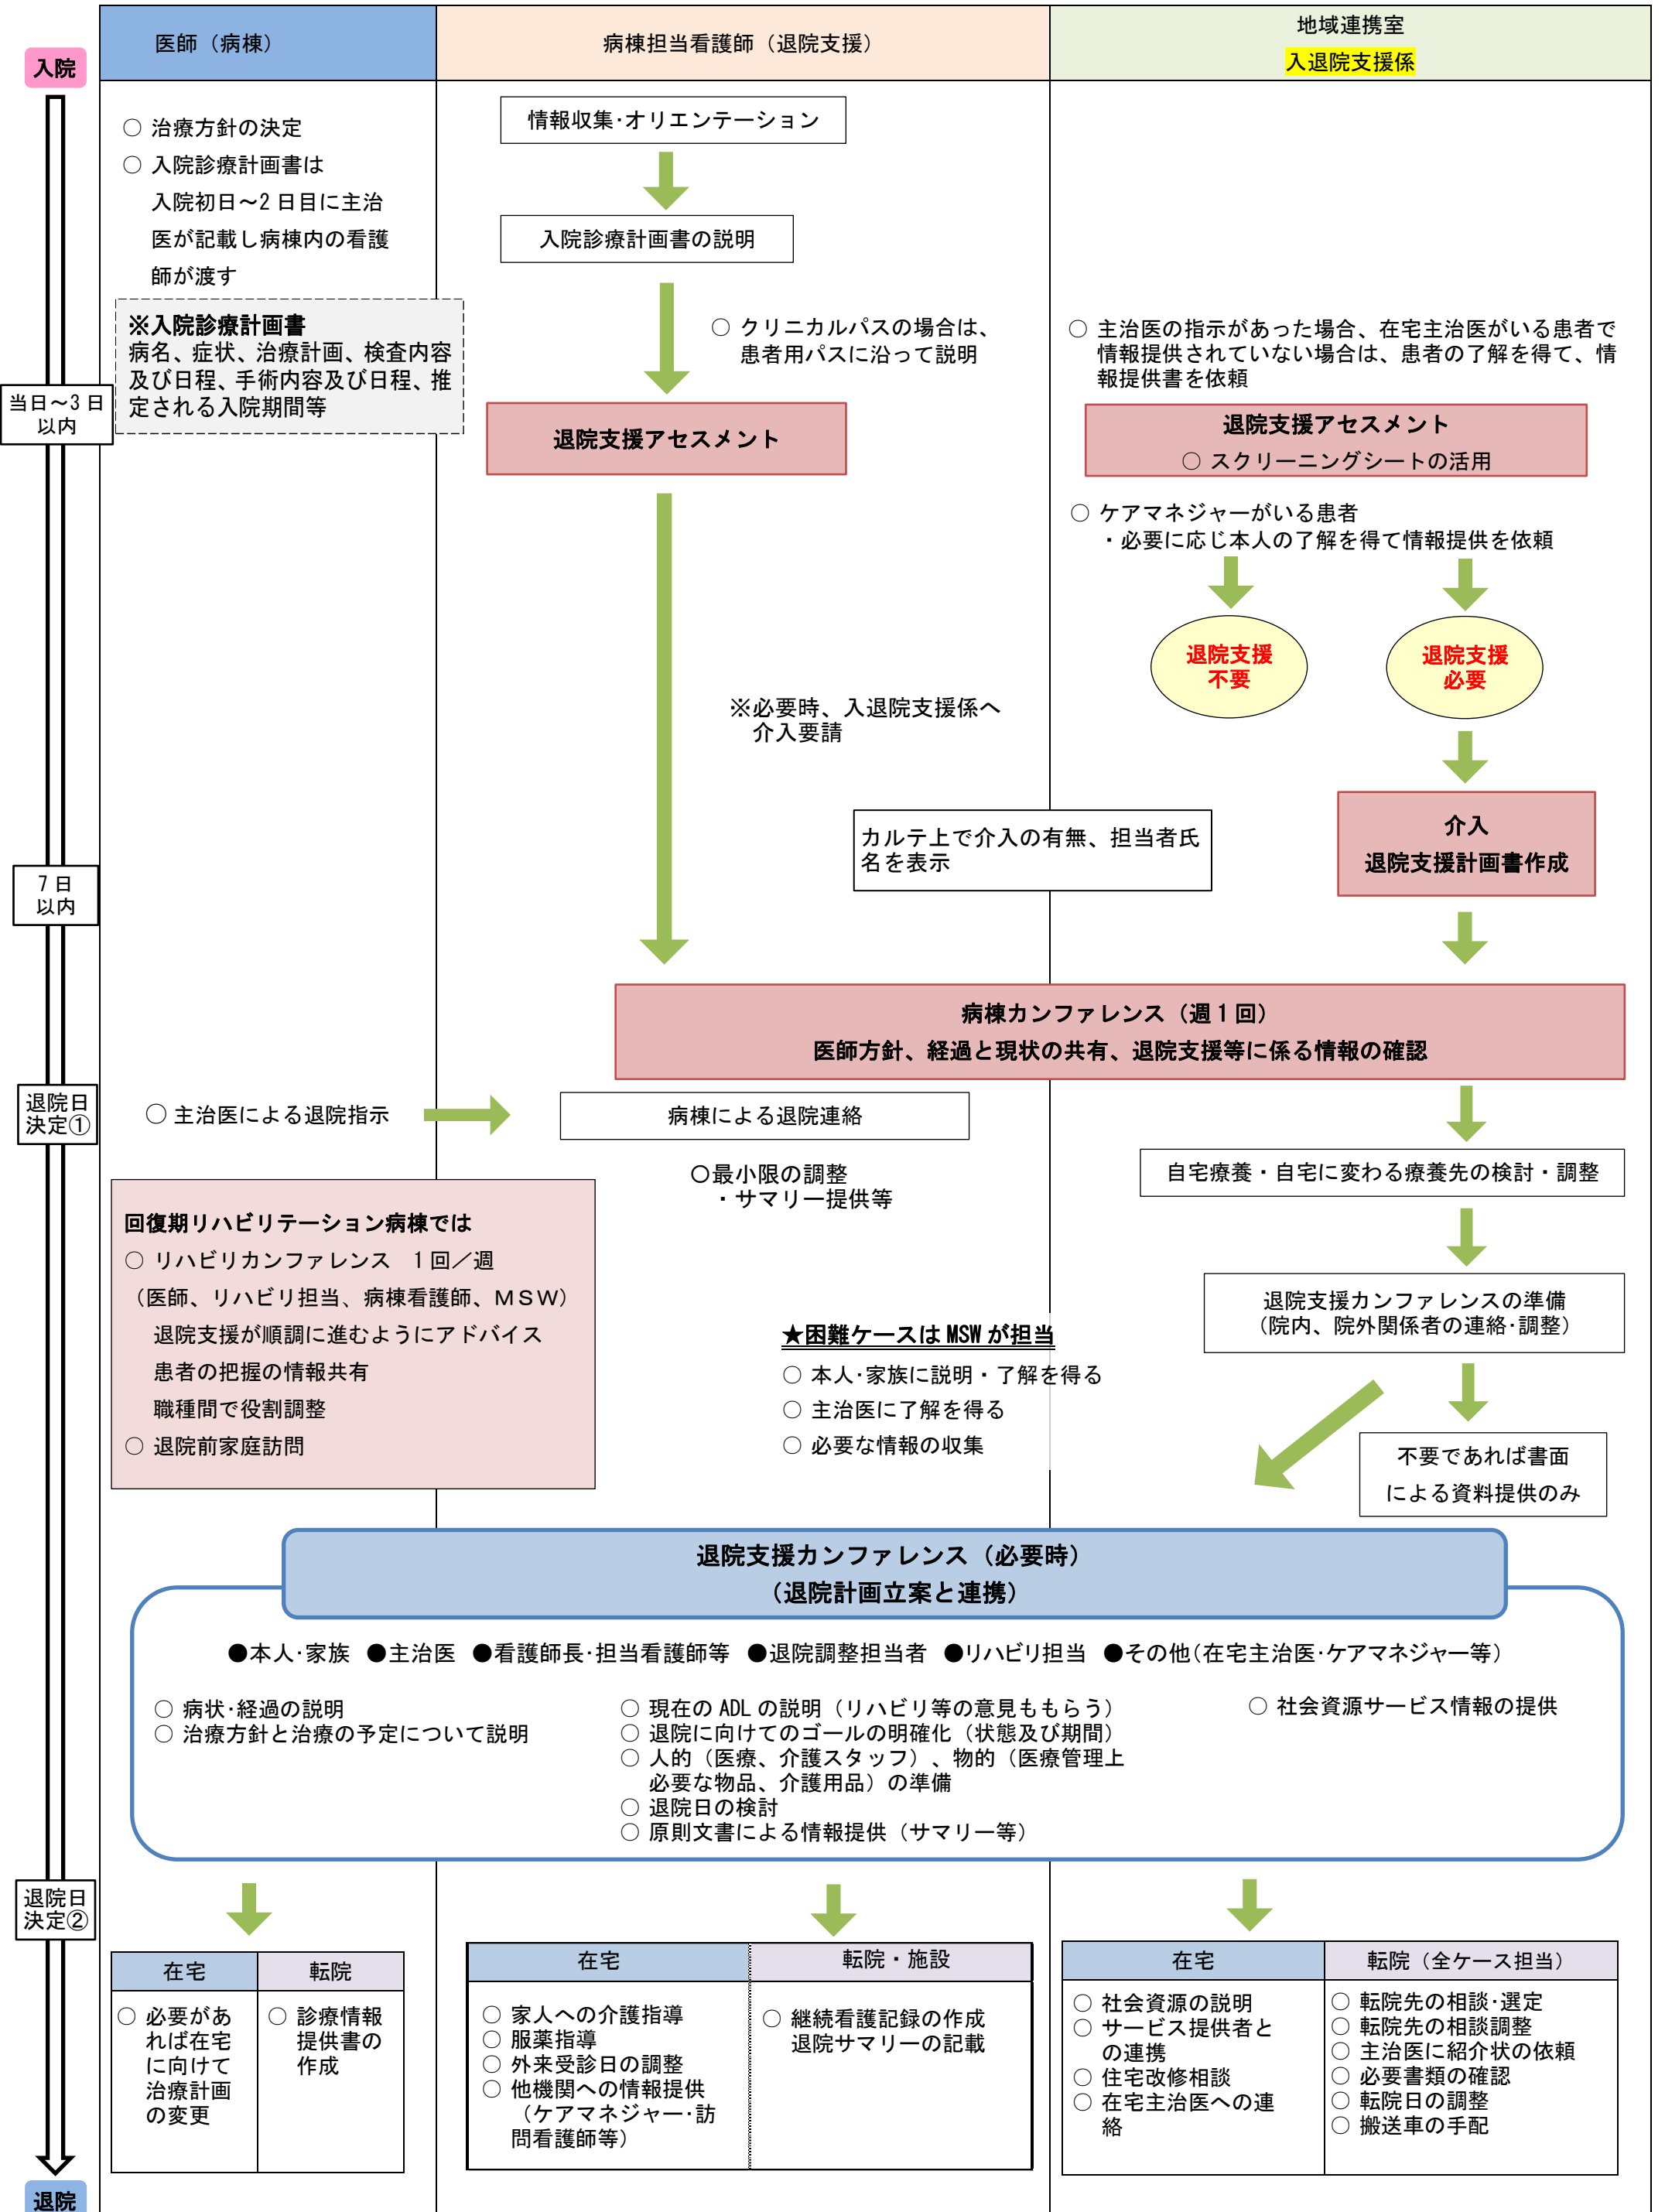 入院
医師（病棟）
病棟担当看護師（退院支援）
地域連携室
入退院支援係
○ 治療方針の決定
○ 入院診療計画書は
入院初日～2日目に主治
医が記載し病棟内の看護
師が渡す
※入院診療計画書
病名、症状、治療計画、検査内容
及び日程、手術内容及び日程、推
定される入院期間等
当日～3日
以内
情報収集･オリエンテーション
入院診療計画書の説明
○ クリニカルパスの場合は、
患者用パスに沿って説明
退院支援アセスメント
○ 主治医の指示があった場合、在宅主治医がいる患者で
情報提供されていない場合は、患者の了解を得て、情
報提供書を依頼
退院支援アセスメント
○ スクリーニングシートの活用
○ ケアマネジャーがいる患者
・必要に応じ本人の了解を得て情報提供を依頼
退院支援
不要
退院支援
必要
※必要時、入退院支援係へ
介入要請
カルテ上で介入の有無、担当者氏
名を表示
介入
退院支援計画書作成
7日
以内
病棟カンファレンス（週1回）
医師方針、経過と現状の共有、退院支援等に係る情報の確認
退院日
決定①
○ 主治医による退院指示
病棟による退院連絡
○最小限の調整
・サマリー提供等
自宅療養・自宅に変わる療養先の検討・調整
回復期リハビリテーション病棟では
○ リハビリカンファレンス　1回／週
（医師、リハビリ担当、病棟看護師、ＭＳＷ）
退院支援が順調に進むようにアドバイス
患者の把握の情報共有
職種間で役割調整
○ 退院前家庭訪問
★困難ケースはMSWが担当
○ 本人･家族に説明・了解を得る
○ 主治医に了解を得る
○ 必要な情報の収集
退院支援カンファレンスの準備
（院内、院外関係者の連絡･調整）
不要であれば書面
による資料提供のみ
退院支援カンファレンス（必要時）
（退院計画立案と連携）
●本人･家族 ●主治医 ●看護師長･担当看護師等 ●退院調整担当者 ●リハビリ担当 ●その他（在宅主治医･ケアマネジャー等）
○ 病状･経過の説明
○ 治療方針と治療の予定について説明
○ 現在のADLの説明（リハビリ等の意見ももらう）
○ 退院に向けてのゴールの明確化（状態及び期間）
○ 人的（医療、介護スタッフ）、物的（医療管理上
必要な物品、介護用品）の準備
○ 退院日の検討
○ 原則文書による情報提供（サマリー等）
○ 社会資源サービス情報の提供
退院日
決定②
在宅
転院
○ 必要があ
れば在宅
に向けて
治療計画
の変更
○ 診療情報
提供書の
作成
在宅
転院・施設
○ 家人への介護指導
○ 服薬指導
○ 外来受診日の調整
○ 他機関への情報提供
（ケアマネジャー･訪
問看護師等）
○ 継続看護記録の作成
退院サマリーの記載
在宅
転院（全ケース担当）
○ 社会資源の説明
○ サービス提供者と
の連携
○ 住宅改修相談
○ 在宅主治医への連
絡
○ 転院先の相談･選定
○ 転院先の相談調整
○ 主治医に紹介状の依頼
○ 必要書類の確認
○ 転院日の調整
○ 搬送車の手配
退院